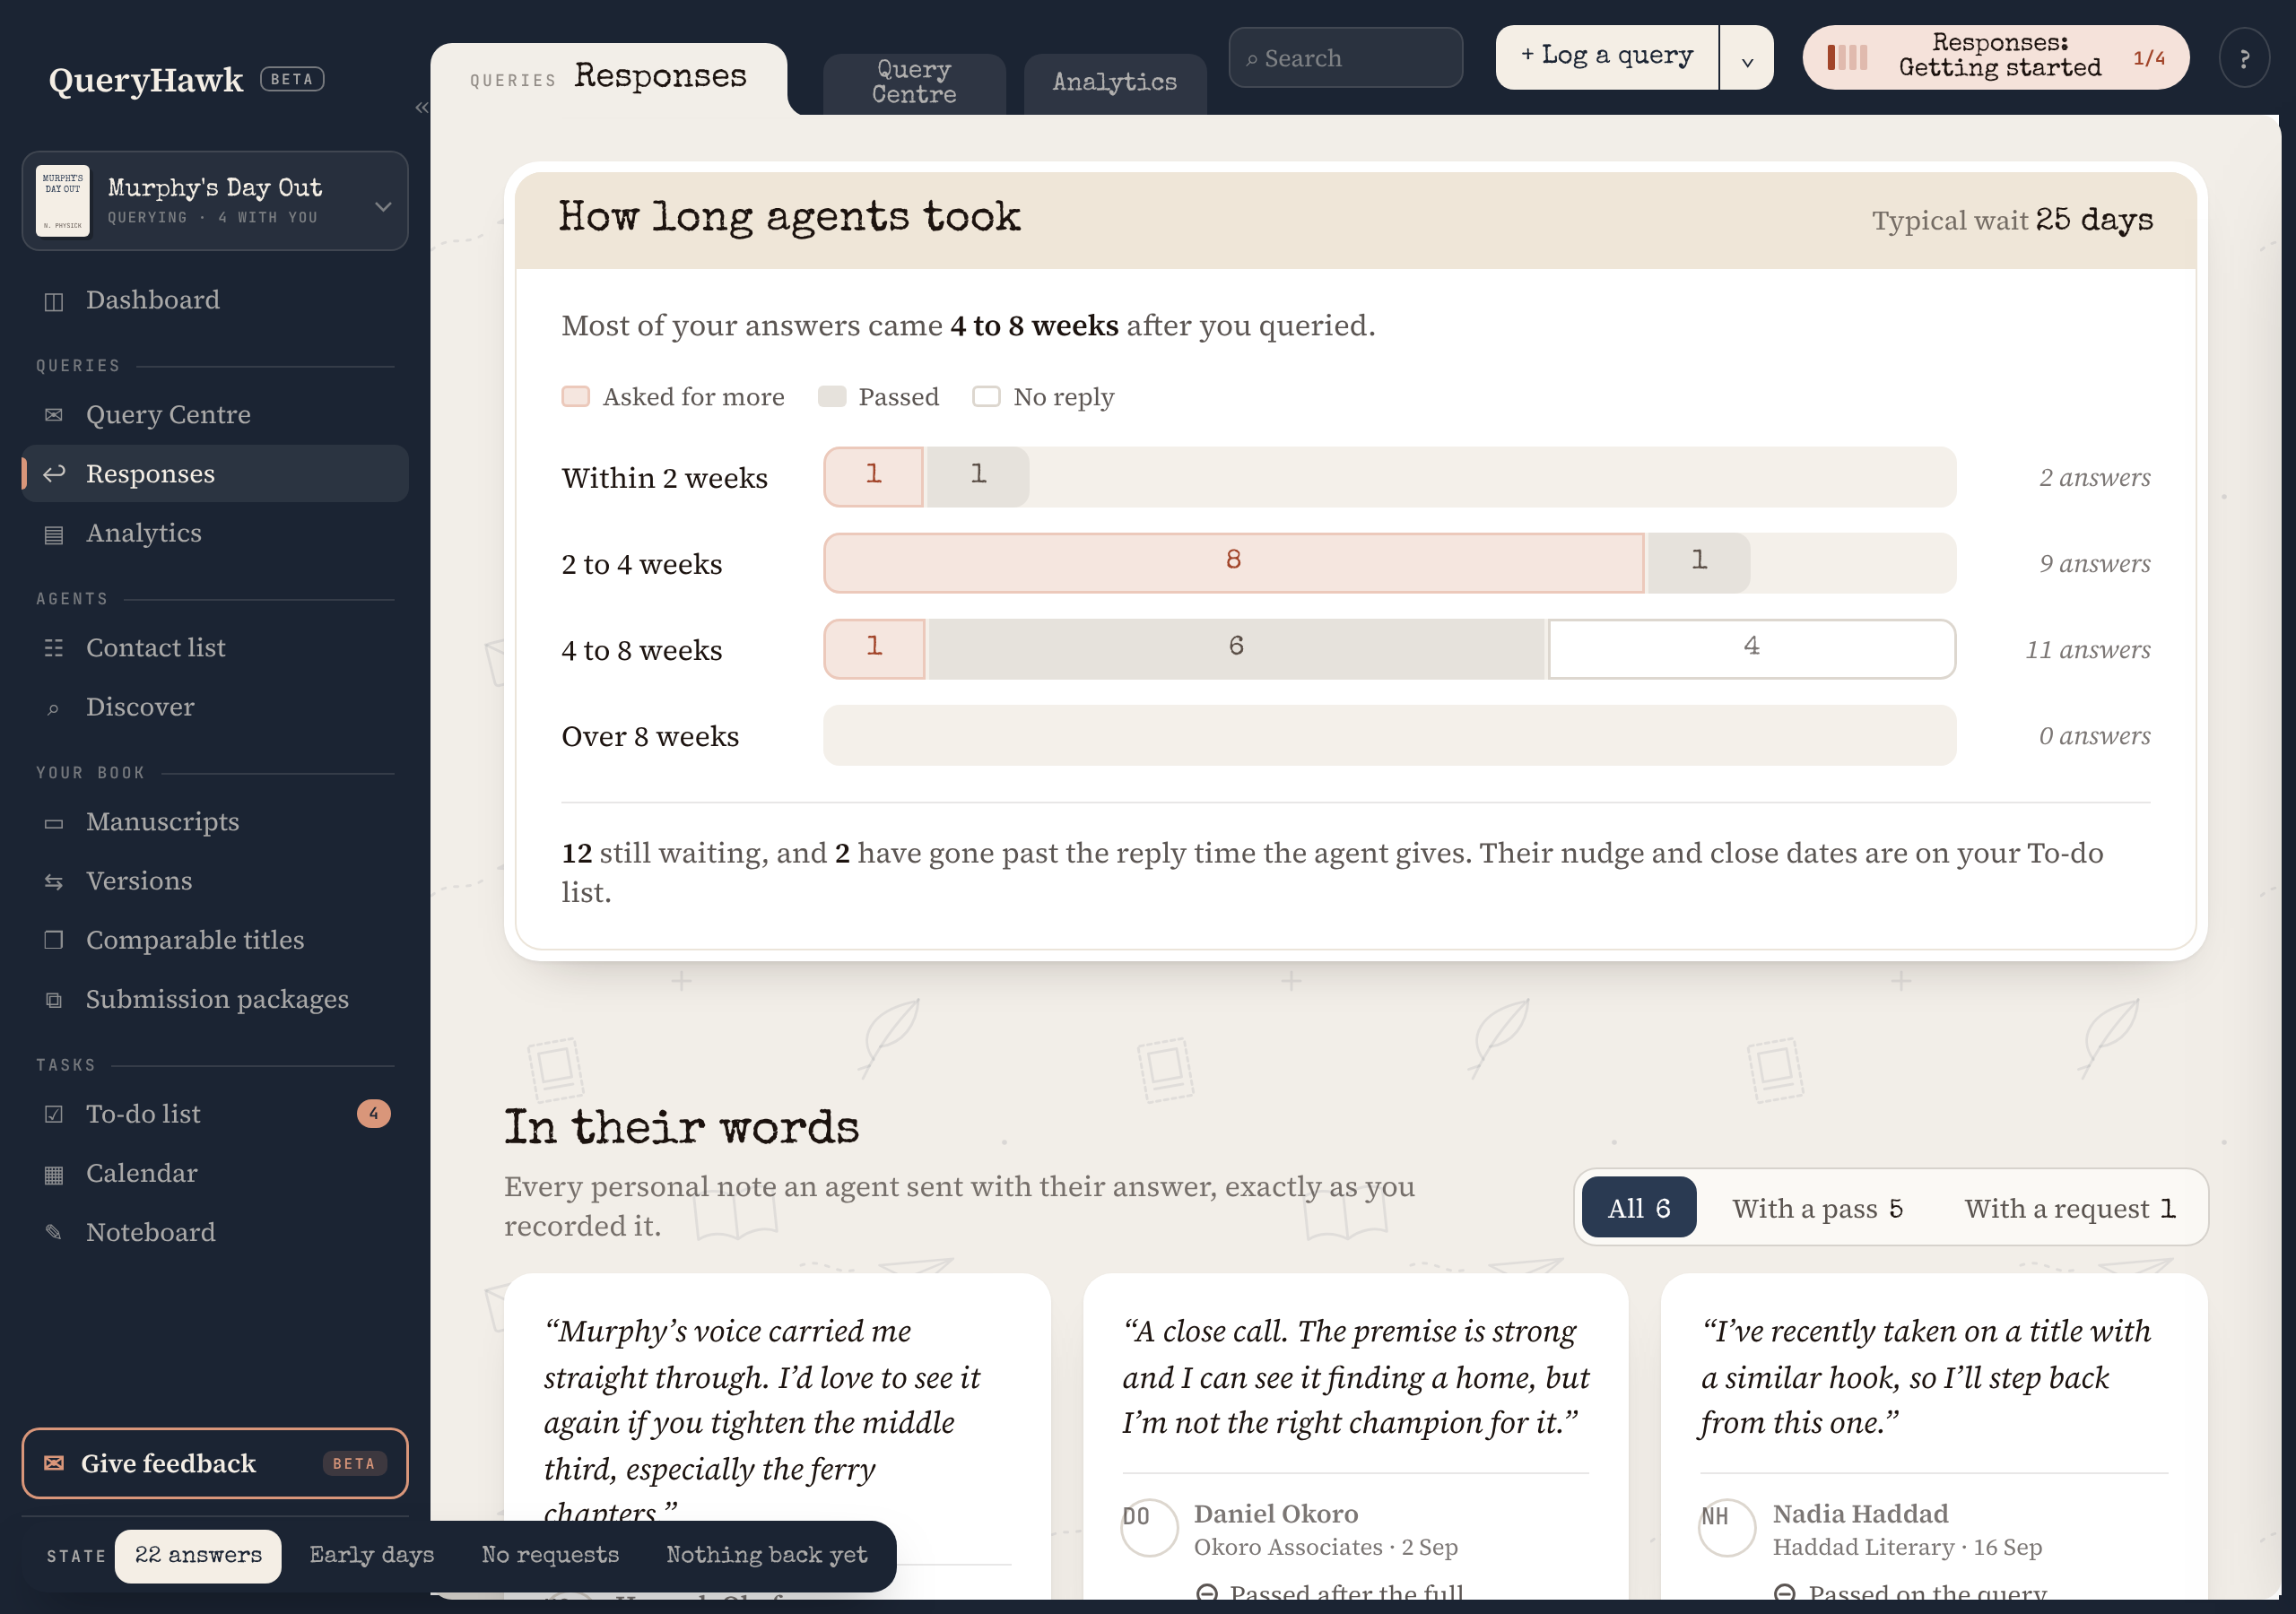 QueryHawk BETA
«
QUERIES Responses
Query
Centre
Analytics
Search
+ Log a query
Responses:
Getting started
1/4
?
MURPHY'S
DAY OUT
N. PHYSICK
Murphy's Day Out
QUERYING · 4 WITH YOU
Dashboard
QUERIES
Query Centre
Responses
Analytics
AGENTS
Contact list
Discover
YOUR BOOK
Manuscripts
Versions
Comparable titles
Submission packages
TASKS
To-do list 4
Calendar
Noteboard
Give feedback BETA
How long agents took
Typical wait 25 days
Most of your answers came 4 to 8 weeks after you queried.
Asked for more Passed No reply
Within 2 weeks 1 1 2 answers
2 to 4 weeks 8 1 9 answers
4 to 8 weeks 1 6 4 11 answers
Over 8 weeks 0 answers
12 still waiting, and 2 have gone past the reply time the agent gives. Their nudge and close dates are on your To-do
list.
In their words
Every personal note an agent sent with their answer, exactly as you
recorded it.
All 6 With a pass 5 With a request 1
“Murphy’s voice carried me
straight through. I’d love to see it
again if you tighten the middle
third, especially the ferry
chapters.”
“A close call. The premise is strong
and I can see it finding a home, but
I’m not the right champion for it.”
DO
Daniel Okoro
Okoro Associates · 2 Sep
Passed after the full
“I’ve recently taken on a title with
a similar hook, so I’ll step back
from this one.”
NH
Nadia Haddad
Haddad Literary · 16 Sep
Passed on the query
STATE 22 answers Early days No requests Nothing back yet